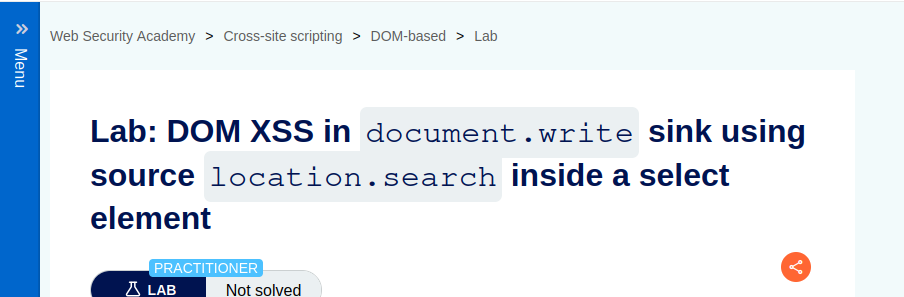 Web Security Academy > Cross-site scripting > DOM-based > Lab
Menu
Lab: DOM XSS in document.write sink using
source location.search inside a select
element
PRACTITIONER
LAB Not solved